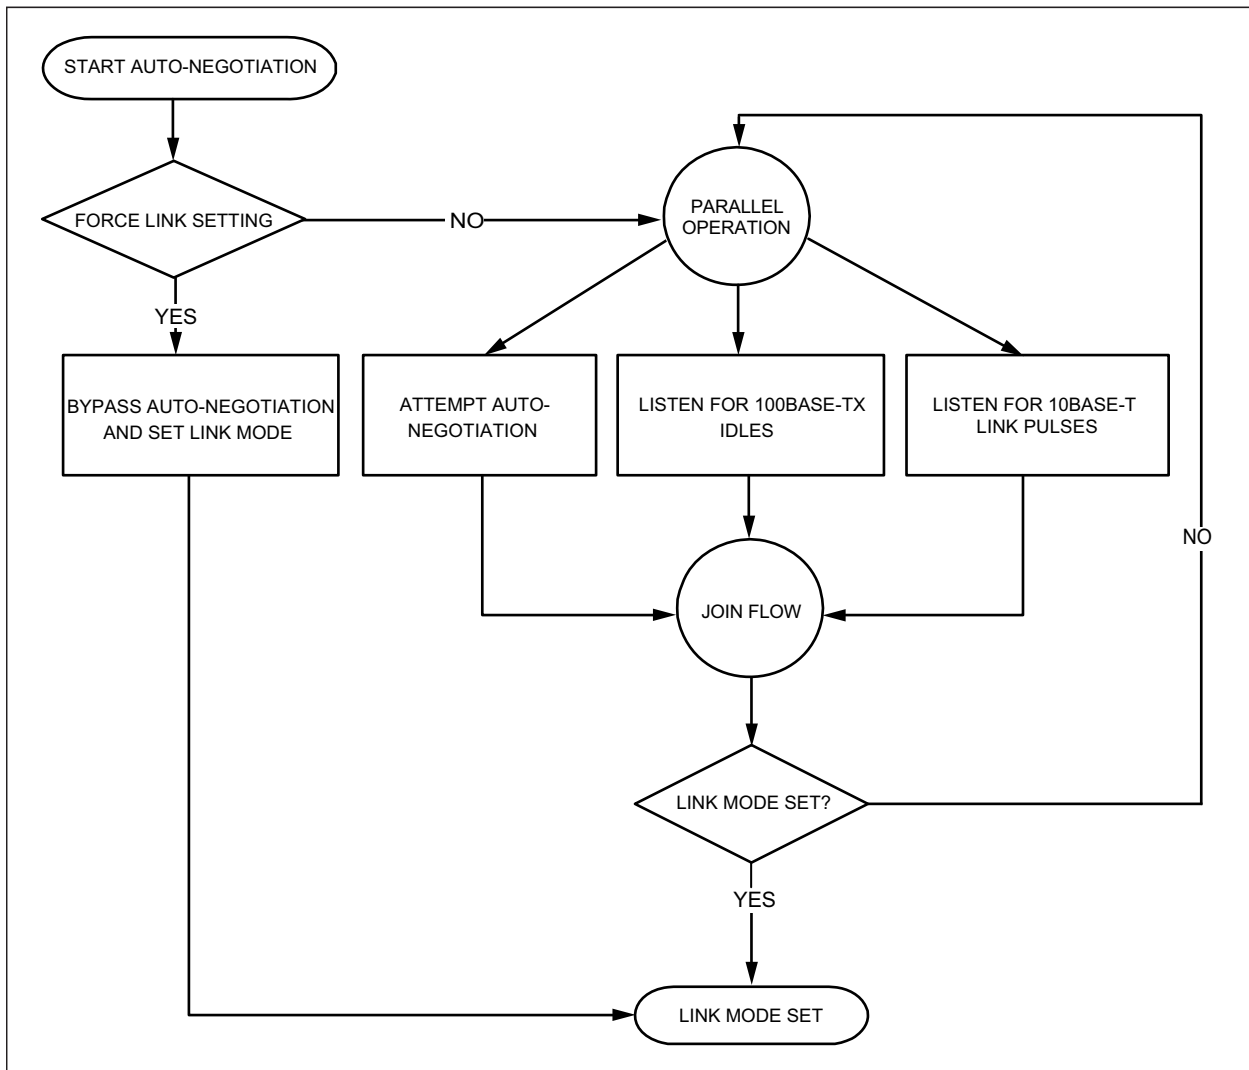 START AUTO-NEGOTIATION
FORCE LINK SETTING
NO
PARALLEL
OPERATION
YES
BYPASS AUTO-NEGOTIATION
AND SET LINK MODE
ATTEMPT AUTO-
NEGOTIATION
LISTEN FOR 100BASE-TX
IDLES
LISTEN FOR 10BASE-T
LINK PULSES
NO
JOIN FLOW
LINK MODE SET?
YES
LINK MODE SET